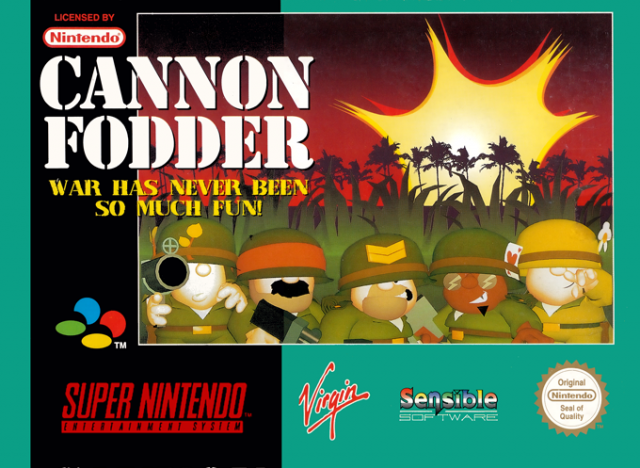 LICENSED BY
Nintendo
CANNON
FODDER
WAR HAS NEVER BEEN
SO MUCH FUN!
TM
SUPER NINTENDO
ENTERTAINMENT SYSTEM
TM
Virgin
Sensible
SOFTWARE
Original
Nintendo
Seal of
Quality